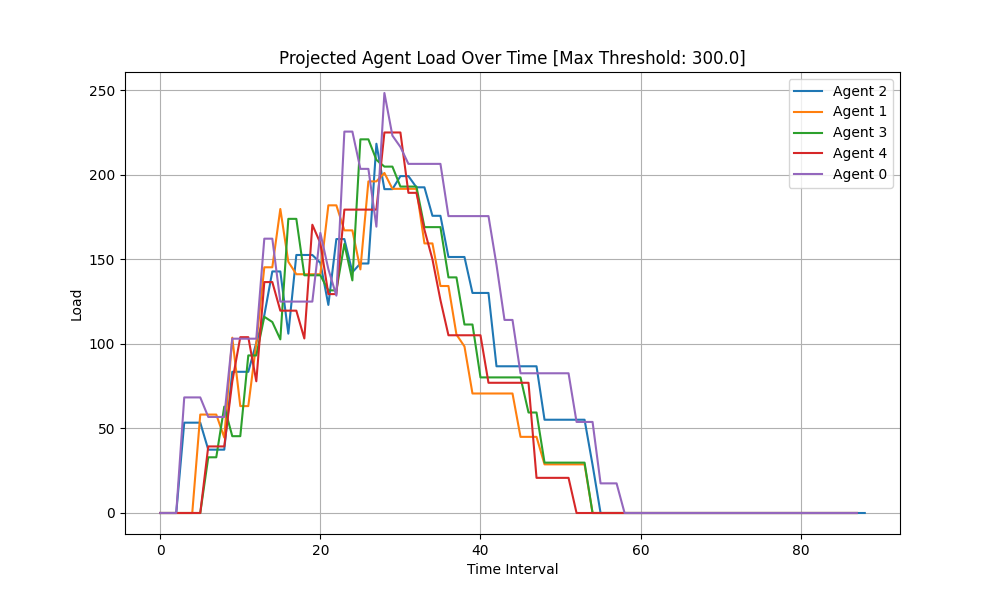 Projected Agent Load Over Time [Max Threshold: 300.0]
Load
250
200
150
100
50
0
Agent 2
Agent 1
Agent 3
Agent 4
Agent 0
0 20 40 60 80
Time Interval